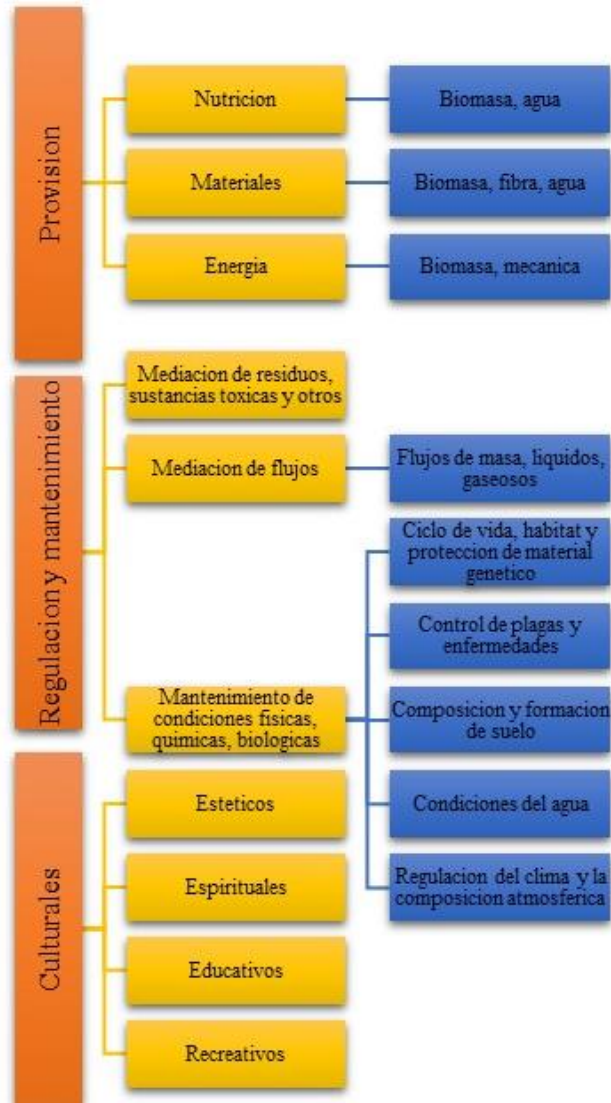 Provision
Nutricion
Biomasa, agua
Materiales
Biomasa, fibra, agua
Energia
Biomasa, mecanica
Regulacion y mantenimiento
Mediacion de residuos,
sustancias toxicas y otros
Mediacion de flujos
Flujos de masa, liquidos,
gaseosos
Mantenimiento de
condiciones fisicas,
quimicas, biologicas
Ciclo de vida, habitat y
proteccion de material
genetico
Control de plagas y
enfermedades
Composicion y formacion
de suelo
Condiciones del agua
Regulacion del clima y la
composicion atmosferica
Culturales
Esteticos
Espirituales
Educativos
Recreativos